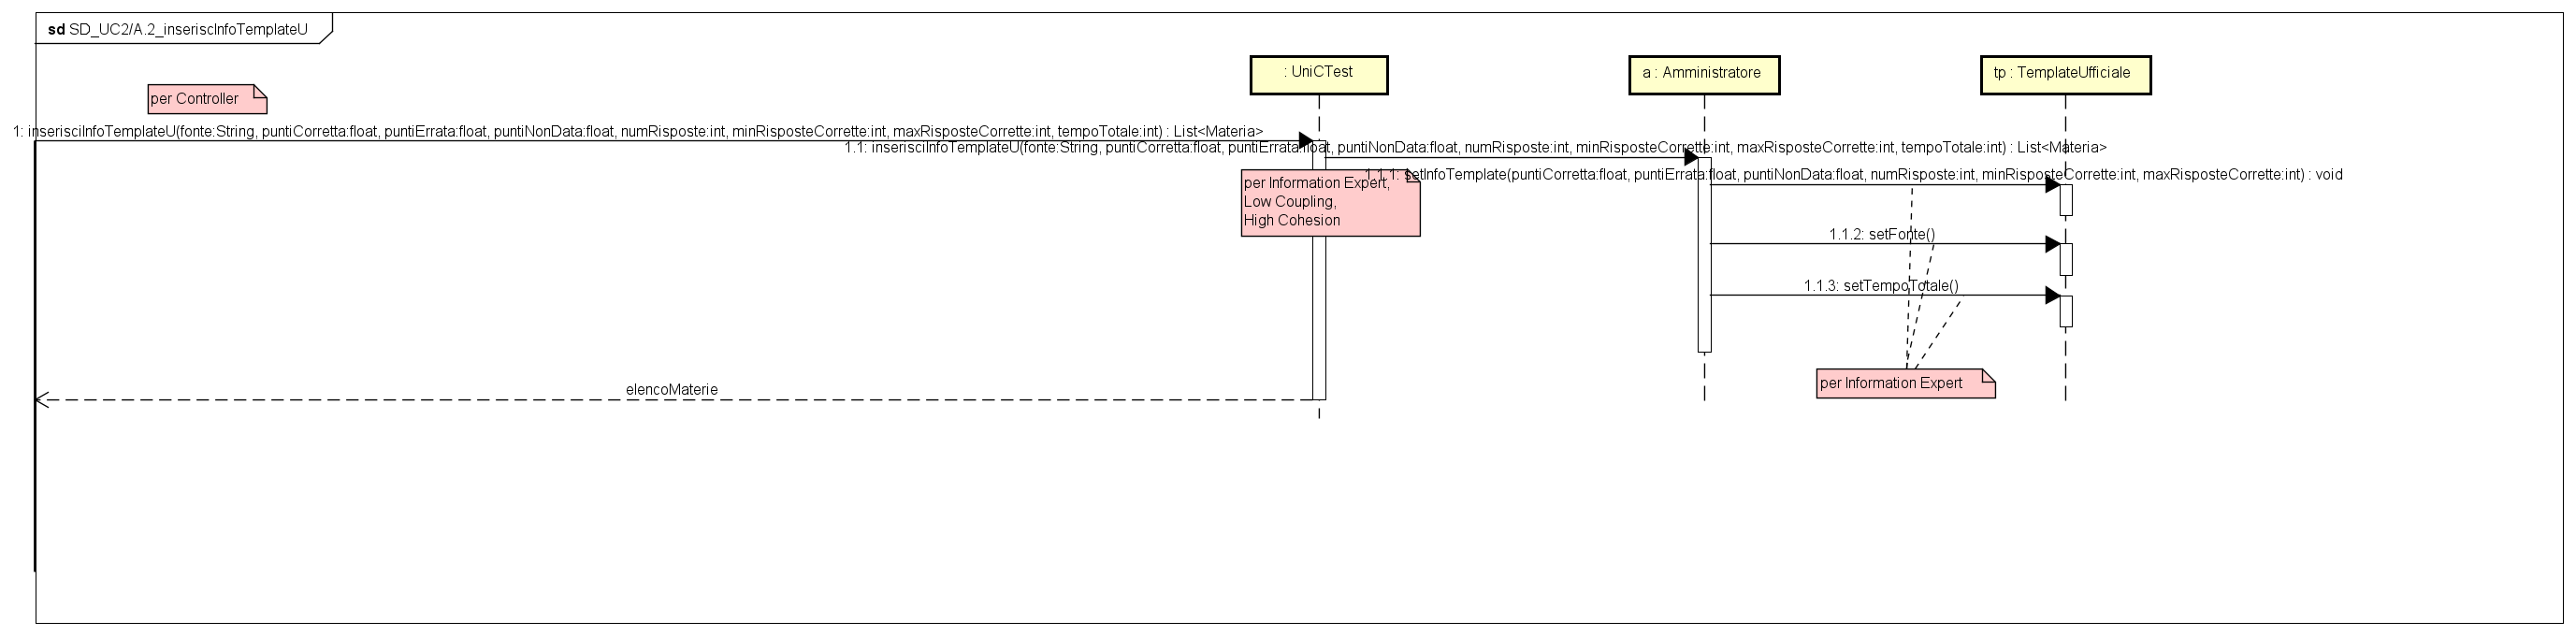 sd SD_UC2/A.2_inseriscInfoTemplateU
: UniCTest
a : Amministratore
tp : TemplateUfficiale
per Controller
1: inserisciInfoTemplateU(fonte:String, puntiCorretta:float, puntiErrata:float, puntiNonData:float, numRisposte:int, minRisposteCorrette:int, maxRisposteCorrette:int, tempoTotale:int) : List<Materia>
1.1: inserisciInfoTemplateU(fonte:String, puntiCorretta:float, puntiErrata:float, puntiNonData:float, numRisposte:int, minRisposteCorrette:int, maxRisposteCorrette:int, tempoTotale:int) : List<Materia>
1.1.1: setInfoTemplate(puntiCorretta:float, puntiErrata:float, puntiNonData:float, numRisposte:int, minRisposteCorrette:int, maxRisposteCorrette:int) : void
per Information Expert,
Low Coupling,
High Cohesion
1.1.2: setFonte()
1.1.3: setTempoTotale()
per Information Expert
elencoMaterie